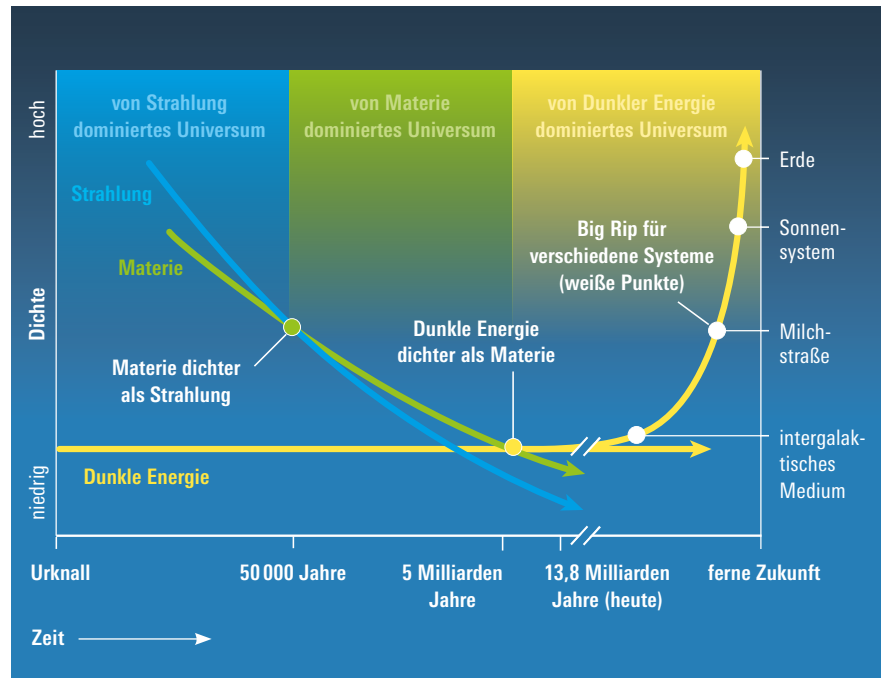 von Strahlung
dominiertes Universum
von Materie
dominiertes Universum
von Dunkler Energie
dominiertes Universum
hoch
Dichte
niedrig
Strahlung
Materie
Materie dichter
als Strahlung
Dunkle Energie
dichter als Materie
Big Rip für
verschiedene Systeme
(weiße Punkte)
Erde
Sonnen-
system
Milch-
straße
intergalak-
tisches
Medium
Dunkle Energie
Urknall
50 000 Jahre
5 Milliarden
Jahre
13,8 Milliarden
Jahre (heute)
ferne Zukunft
Zeit